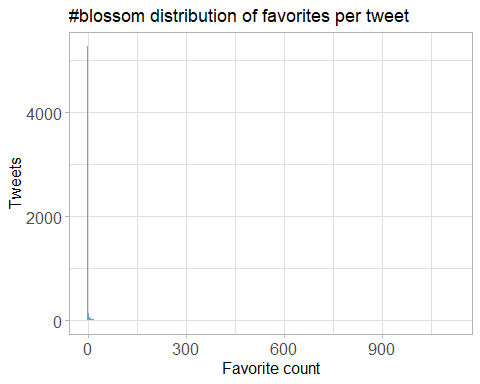 #blossom distribution of favorites per tweet
Tweets
4000
2000
0
0 300 600 900
Favorite count